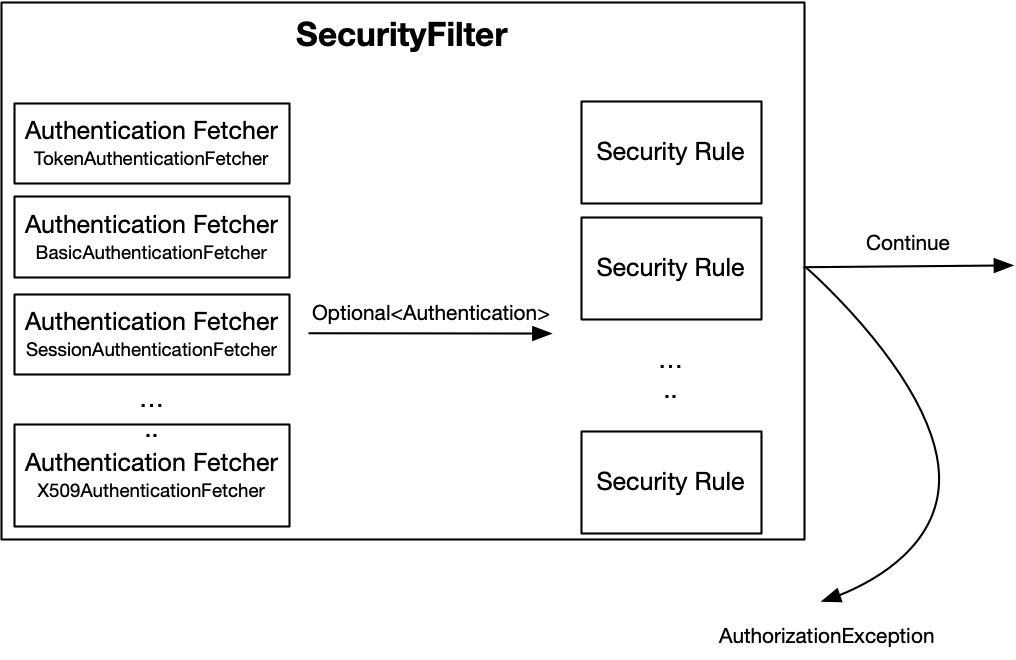 SecurityFilter
Authentication Fetcher
TokenAuthenticationFetcher
Authentication Fetcher
BasicAuthenticationFetcher
Authentication Fetcher
SessionAuthenticationFetcher
...
..
Authentication Fetcher
X509AuthenticationFetcher
Optional<Authentication>
Security Rule
Security Rule
...
..
Security Rule
Continue
AuthorizationException